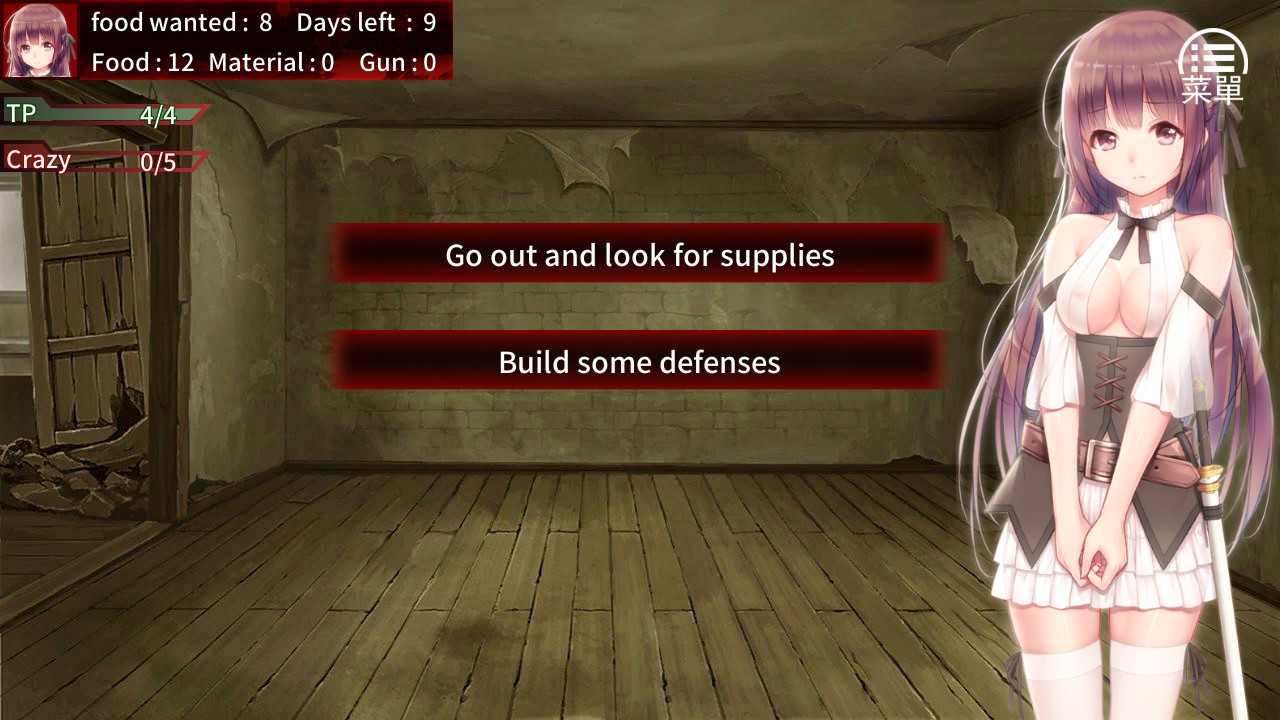 food wanted : 8 Days left : 9
Food : 12 Material : 0 Gun : 0
TP 4/4
Crazy 0/5
菜單
Go out and look for supplies
Build some defenses